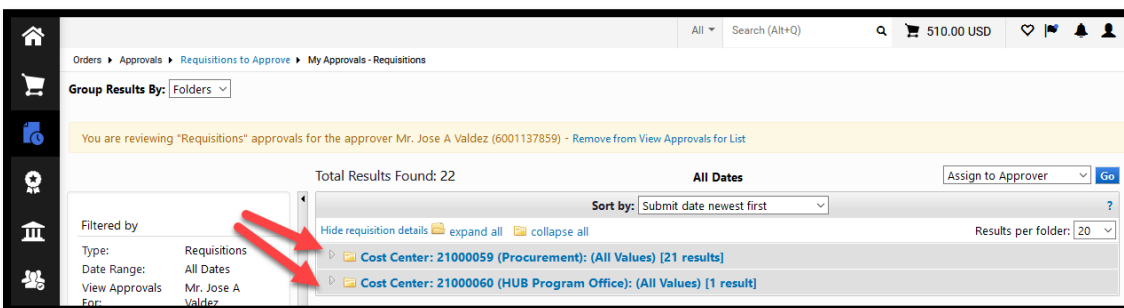 All Search (Alt+Q) 510.00 USD
Orders Approvals Requisitions to Approve My Approvals - Requisitions
Group Results By: Folders
You are reviewing "Requisitions" approvals for the approver Mr. Jose A Valdez (6001137859) - Remove from View Approvals for List
Total Results Found: 22 All Dates Assign to Approver Go
Sort by: Submit date newest first ?
Filtered by
Hide requisition details expand all collapse all Results per folder: 20
Type: Requisitions
Cost Center: 21000059 (Procurement): (All Values) [21 results]
Date Range: All Dates
Cost Center: 21000060 (HUB Program Office): (All Values) [1 result]
View Approvals Mr. Jose A
For: Valdez